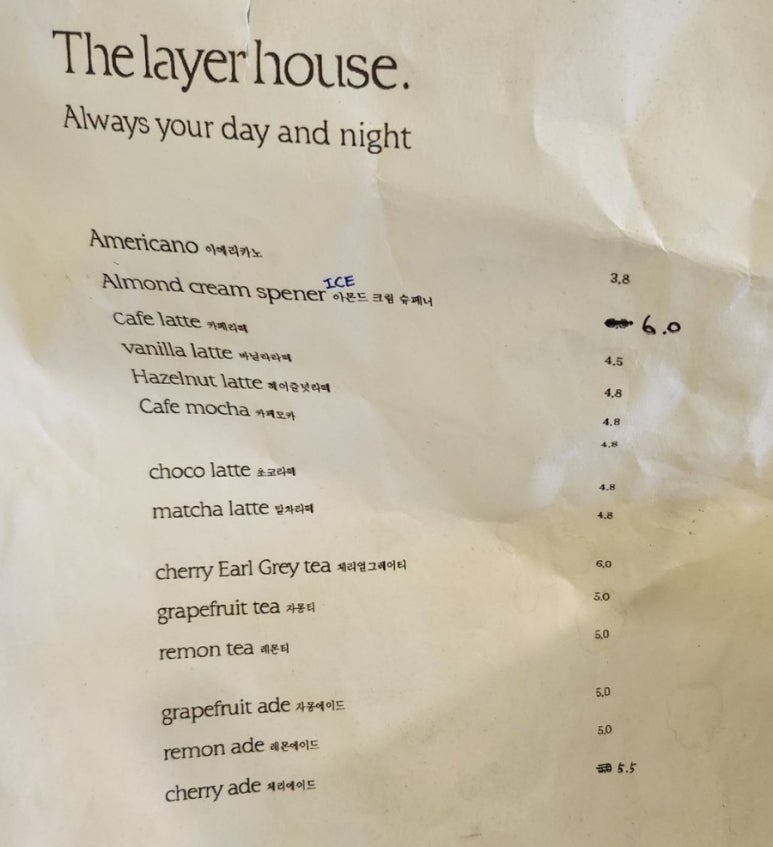 The layer house.
Always your day and night
Americano 아메리카노 3,8
ICE
Almond cream spener 아몬드 크림 슈페너 6.0
Cafe latte 카페라떼 4.5
vanilla latte 바닐라라떼 4,8
Hazelnut latte 헤이즐넛라떼 4,8
Cafe mocha 카페모카 4,8
choco latte 초코라떼 4,8
matcha latte 말차라떼 4,8
cherry Earl Grey tea 체리얼그레이티 6,0
grapefruit tea 자몽티 5,0
remon tea 레몬티 5,0
grapefruit ade 자몽에이드 5,0
remon ade 레몬에이드 5,0
cherry ade 체리에이드 5.5